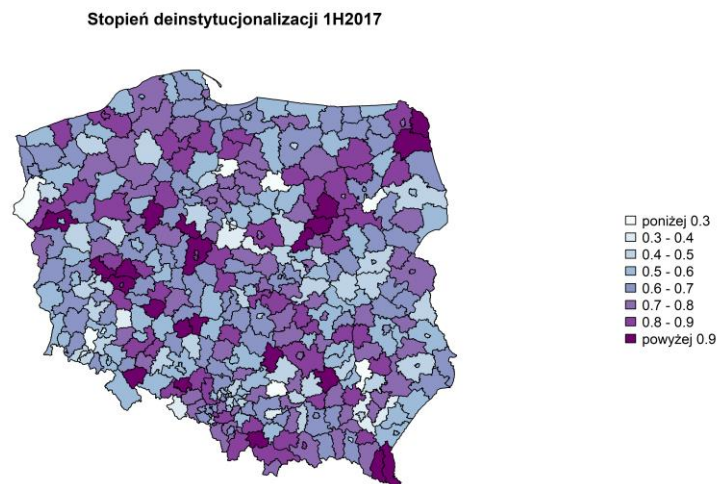 Stopień deinstytucjonalizacji 1H2017
poniżej 0.3
0.3 - 0.4
0.4 - 0.5
0.5 - 0.6
0.6 - 0.7
0.7 - 0.8
0.8 - 0.9
powyżej 0.9